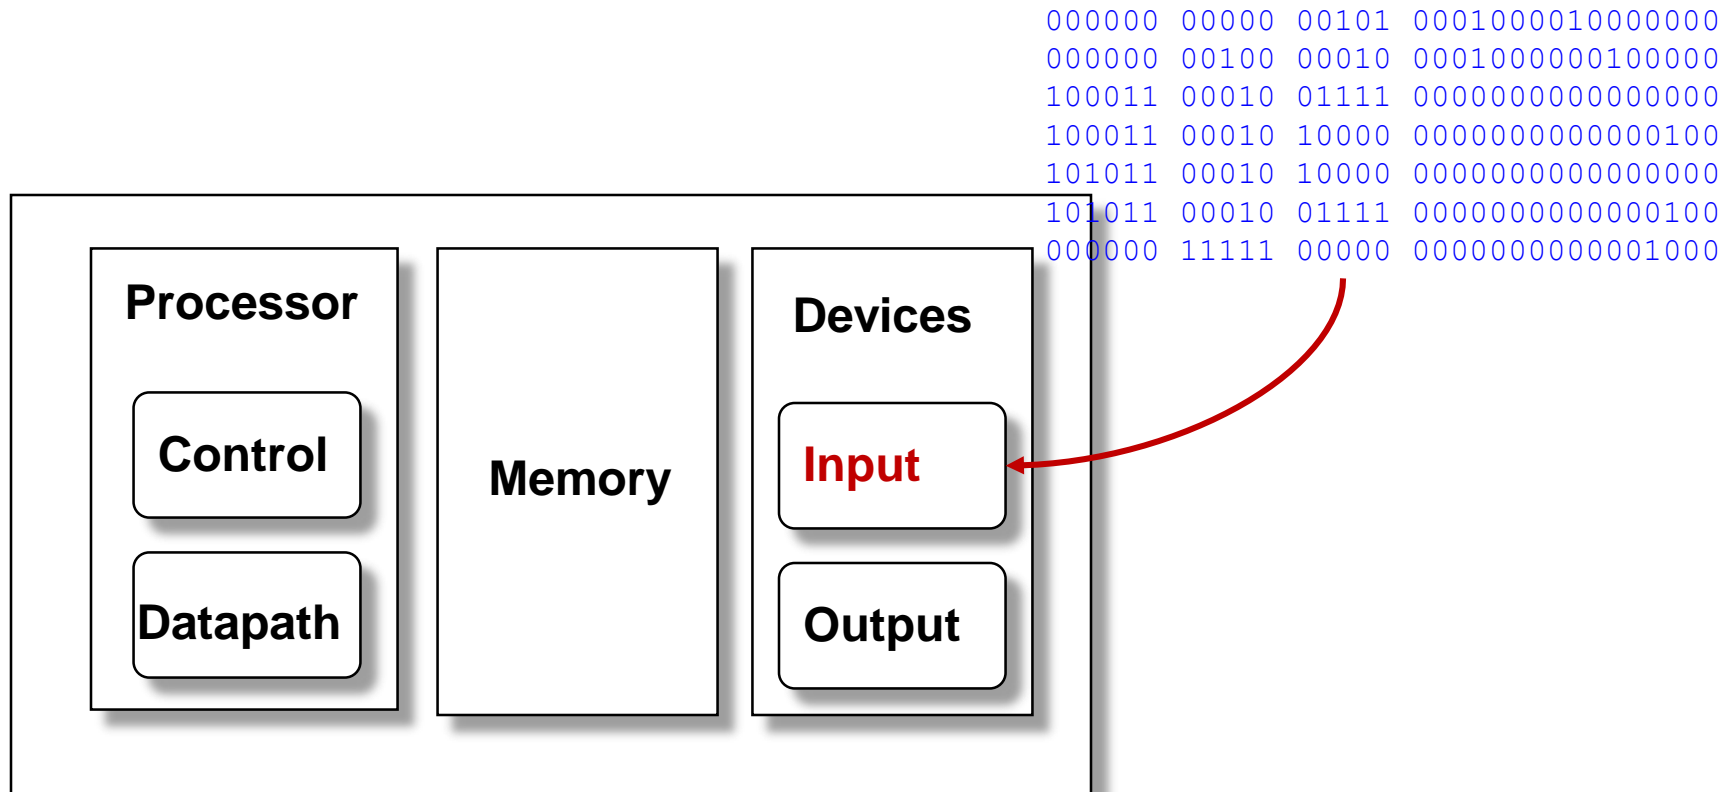 000000 00000 00101 0001000010000000
000000 00100 00010 0001000000100000
100011 00010 01111 0000000000000000
100011 00010 10000 0000000000000100
101011 00010 10000 0000000000000000
101011 00010 01111 0000000000000100
000000 11111 00000 0000000000001000
Processor
Control
Datapath
Memory
Devices
Input
Output